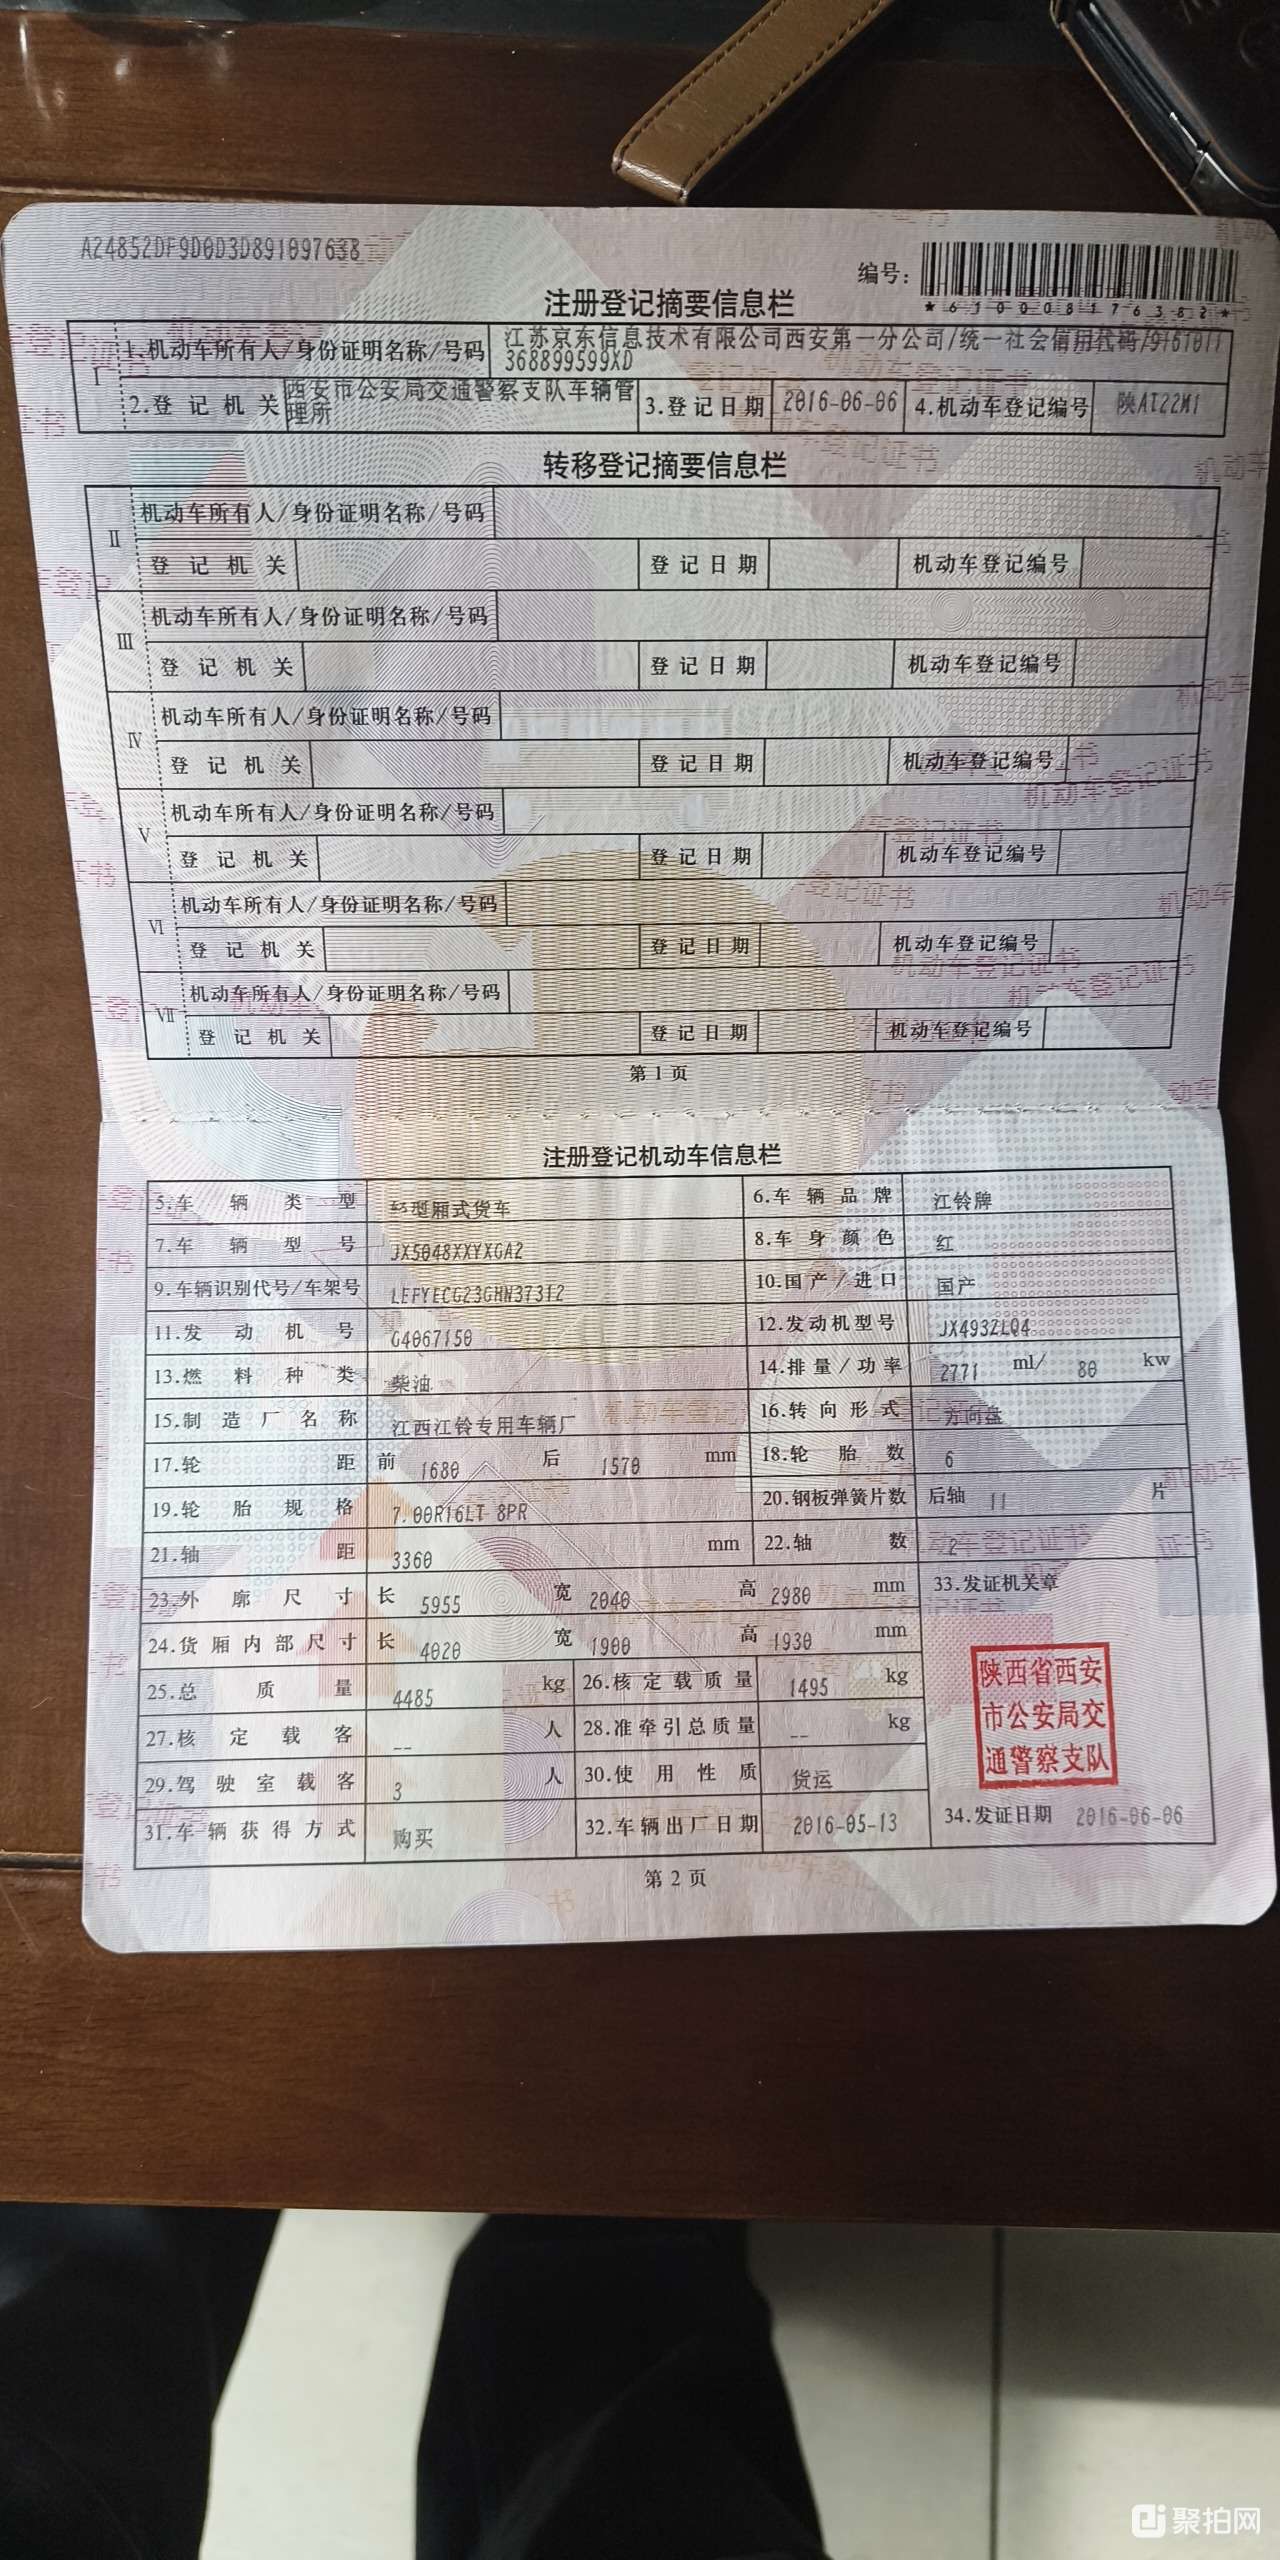 A24852DF9D0D3D891097638
编号：
*610008176382*
注册登记摘要信息栏
I
1.机动车所有人/身份证明名称/号码 江苏京东信息技术有限公司西安第一分公司/统一社会信用代码/9161011
368899599XD
2.登记机关 西安市公安局交通警察支队车辆管
理所 3.登记日期 2016-06-06 4.机动车登记编号 陕AT22M1
转移登记摘要信息栏
II 机动车所有人/身份证明名称/号码
登记机关 登记日期 机动车登记编号
III 机动车所有人/身份证明名称/号码
登记机关 登记日期 机动车登记编号
IV 机动车所有人/身份证明名称/号码
登记机关 登记日期 机动车登记编号
V 机动车所有人/身份证明名称/号码
登记机关 登记日期 机动车登记编号
VI 机动车所有人/身份证明名称/号码
登记机关 登记日期 机动车登记编号
VII 机动车所有人/身份证明名称/号码
登记机关 登记日期 机动车登记编号
第1页
注册登记机动车信息栏
5.车辆类型 轻型厢式货车 6.车辆品牌 江铃牌
7.车辆型号 JX5048XXYXGA2 8.车身颜色 红
9.车辆识别代号/车架号 LEFYECG23GHN37312 10.国产/进口 国产
11.发动机号 G4067150 12.发动机型号 JX493ZLQ4
13.燃料种类 柴油 14.排量/功率 2771 ml/ 80 kw
15.制造厂名称 江西江铃专用车辆厂 16.转向形式 方向盘
17.轮距 前 1680 后 1570 mm 18.轮胎数 6
19.轮胎规格 7.00R16LT 8PR 20.钢板弹簧片数 后轴 11 片
21.轴距 3360 mm 22.轴数 2
23.外廓尺寸 长 5955 宽 2040 高 2980 mm 33.发证机关章
24.货厢内部尺寸 长 4020 宽 1900 高 1930 mm
25.总质量 4485 kg 26.核定载质量 1495 kg
27.核定载客 -- 人 28.准牵引总质量 -- kg
29.驾驶室载客 3 人 30.使用性质 货运
31.车辆获得方式 购买 32.车辆出厂日期 2016-05-13
陕西省西安
市公安局交
通警察支队
34.发证日期 2016-06-06
第2页
聚拍网